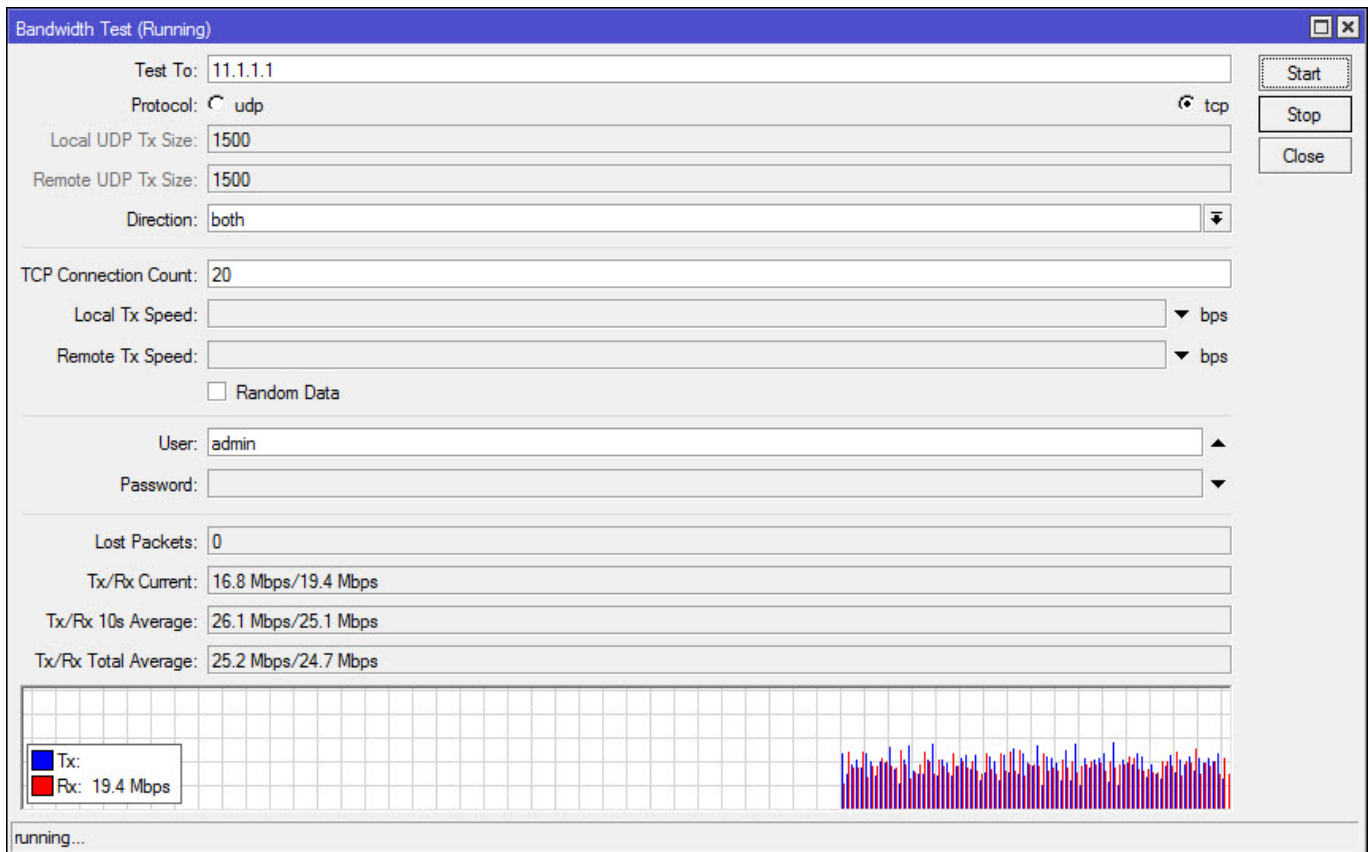 Bandwidth Test (Running)
Test To: 11.1.1.1
Start
Protocol: udp tcp
Stop
Local UDP Tx Size: 1500
Close
Remote UDP Tx Size: 1500
Direction: both
TCP Connection Count: 20
Local Tx Speed: bps
Remote Tx Speed: bps
Random Data
User: admin
Password:
Lost Packets: 0
Tx/Rx Current: 16.8 Mbps/19.4 Mbps
Tx/Rx 10s Average: 26.1 Mbps/25.1 Mbps
Tx/Rx Total Average: 25.2 Mbps/24.7 Mbps
Tx:
Rx: 19.4 Mbps
running...